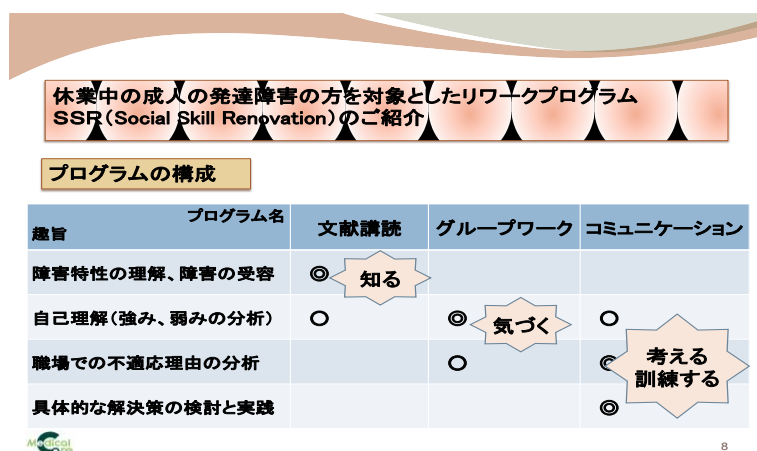 休業中の成人の発達障害の方を対象としたリワークプログラム
SSR（Social Skill Renovation）のご紹介
プログラムの構成
プログラム名
趣旨
文献講読 グループワーク コミュニケーション
障害特性の理解、障害の受容 ◎ 知る
自己理解（強み、弱みの分析） ○ ◎ 気づく ○
職場での不適応理由の分析 ○ ◎ 考える
訓練する
具体的な解決策の検討と実践 ◎
Medical
Care
8